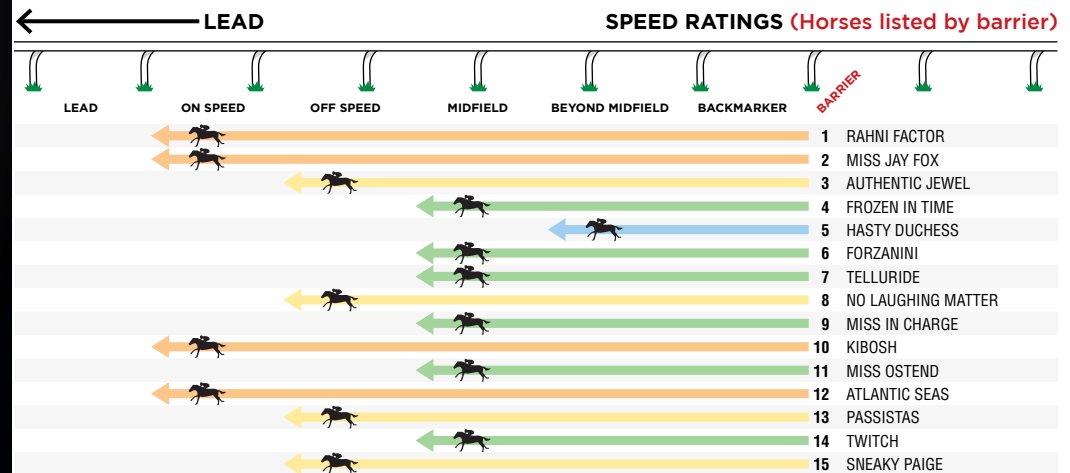 LEAD SPEED RATINGS (Horses listed by barrier)
LEAD ON SPEED OFF SPEED MIDFIELD BEYOND MIDFIELD BACKMARKER BARRIER
1 RAHNI FACTOR
2 MISS JAY FOX
3 AUTHENTIC JEWEL
4 FROZEN IN TIME
5 HASTY DUCHESS
6 FORZANINI
7 TELLURIDE
8 NO LAUGHING MATTER
9 MISS IN CHARGE
10 KIBOSH
11 MISS OSTEND
12 ATLANTIC SEAS
13 PASSISTAS
14 TWITCH
15 SNEAKY PAIGE